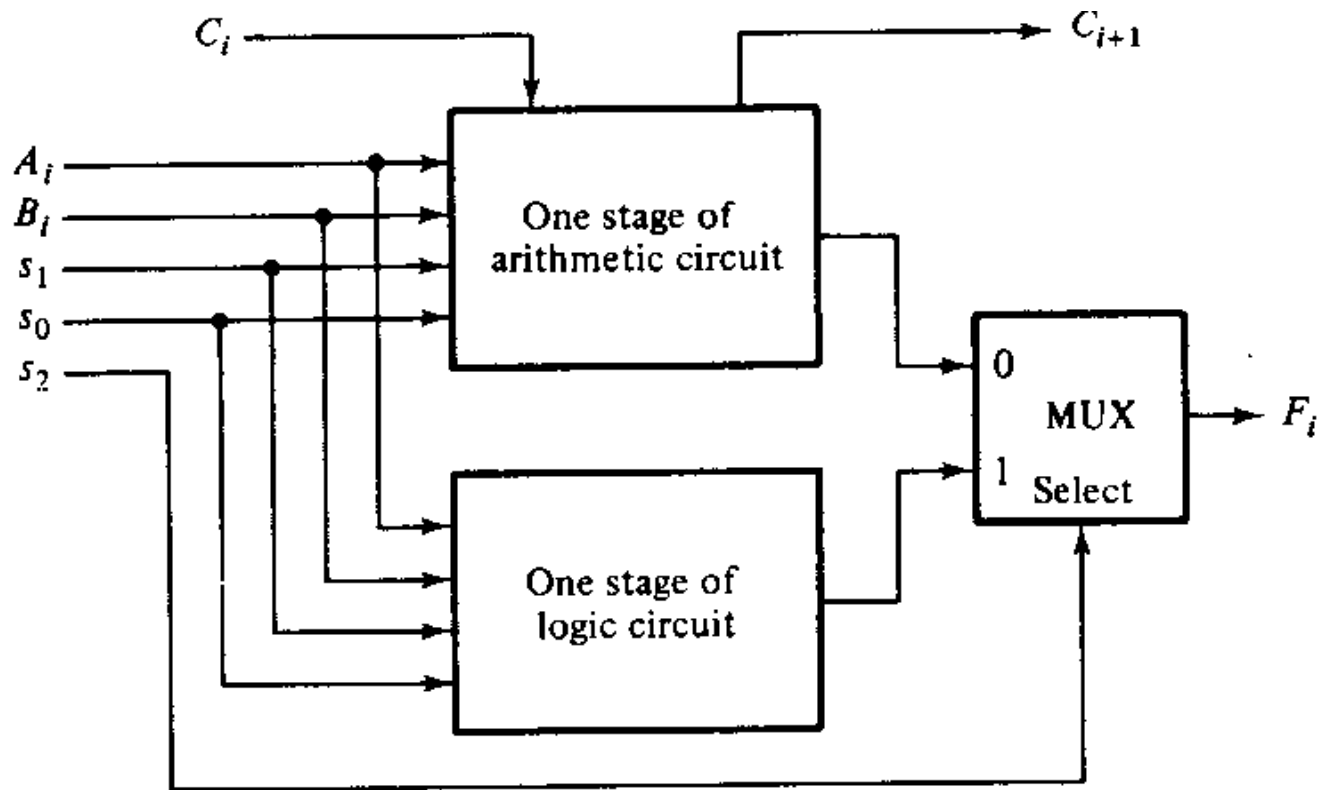 C_i
C_{i+1}
A_i
B_i
s_1
s_0
s_2
One stage of
arithmetic circuit
0
MUX
F_i
1
Select
One stage of
logic circuit